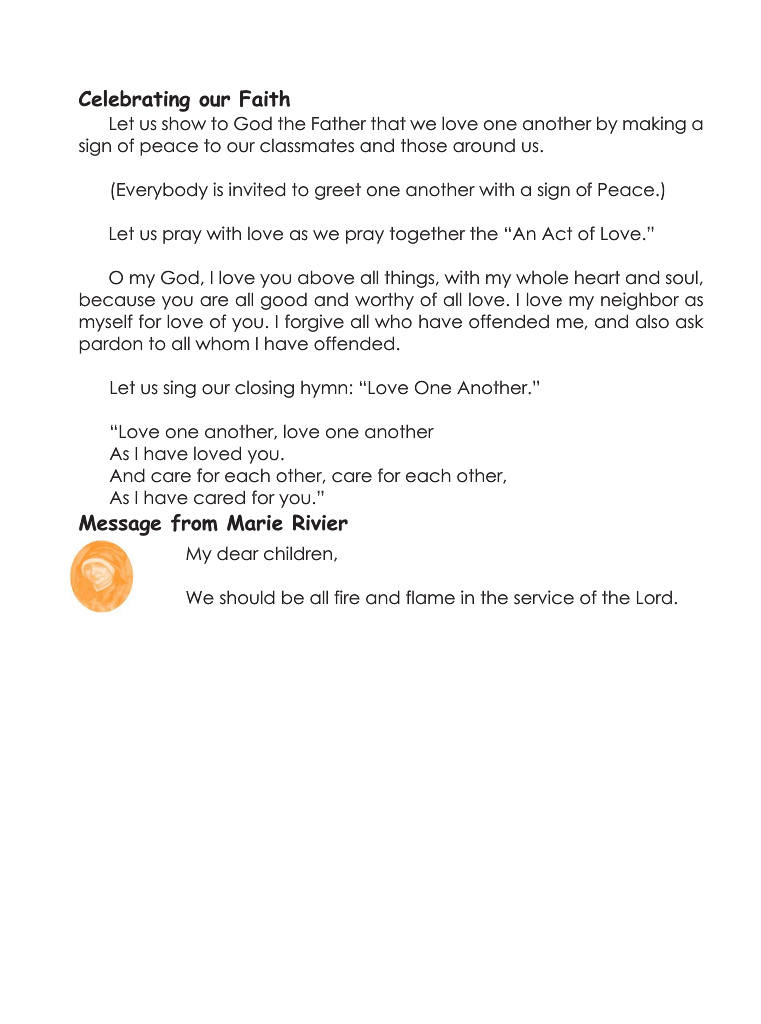 Celebrating our Faith
Let us show to God the Father that we love one another by making a
sign of peace to our classmates and those around us.
(Everybody is invited to greet one another with a sign of Peace.)
Let us pray with love as we pray together the “An Act of Love.”
O my God, I love you above all things, with my whole heart and soul,
because you are all good and worthy of all love. I love my neighbor as
myself for love of you. I forgive all who have offended me, and also ask
pardon to all whom I have offended.
Let us sing our closing hymn: “Love One Another.”
“Love one another, love one another
As I have loved you.
And care for each other, care for each other,
As I have cared for you.”
Message from Marie Rivier
My dear children,
We should be all fire and flame in the service of the Lord.